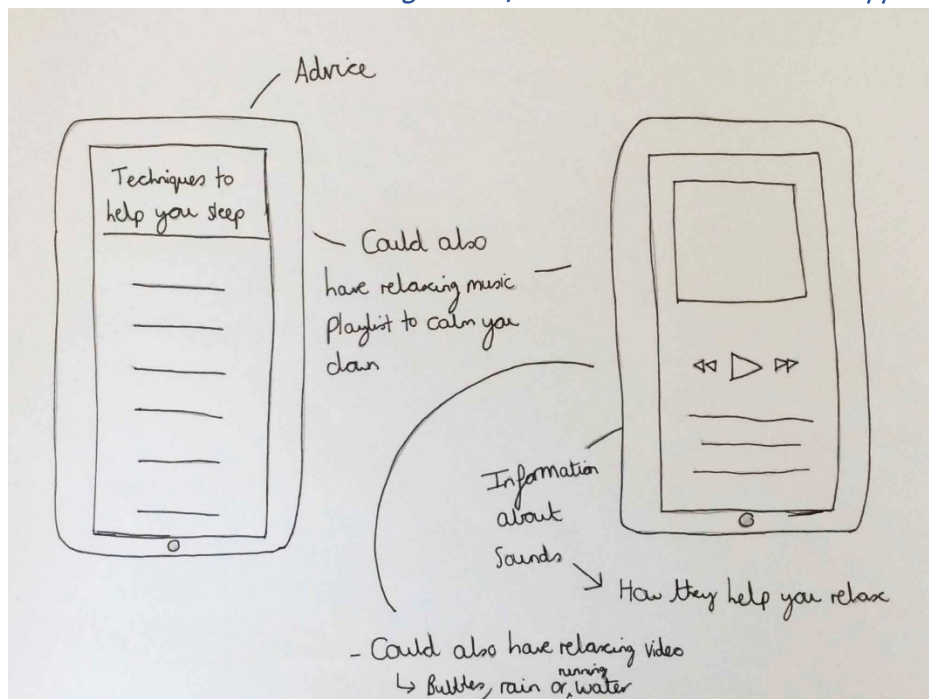 Advice
Techniques to
help you sleep
- Could also
have relaxing music -
playlist to calm you
down
Information
about
Sounds
→ How they help you relax
- Could also have relaxing video
↳ Bubbles, rain or running water